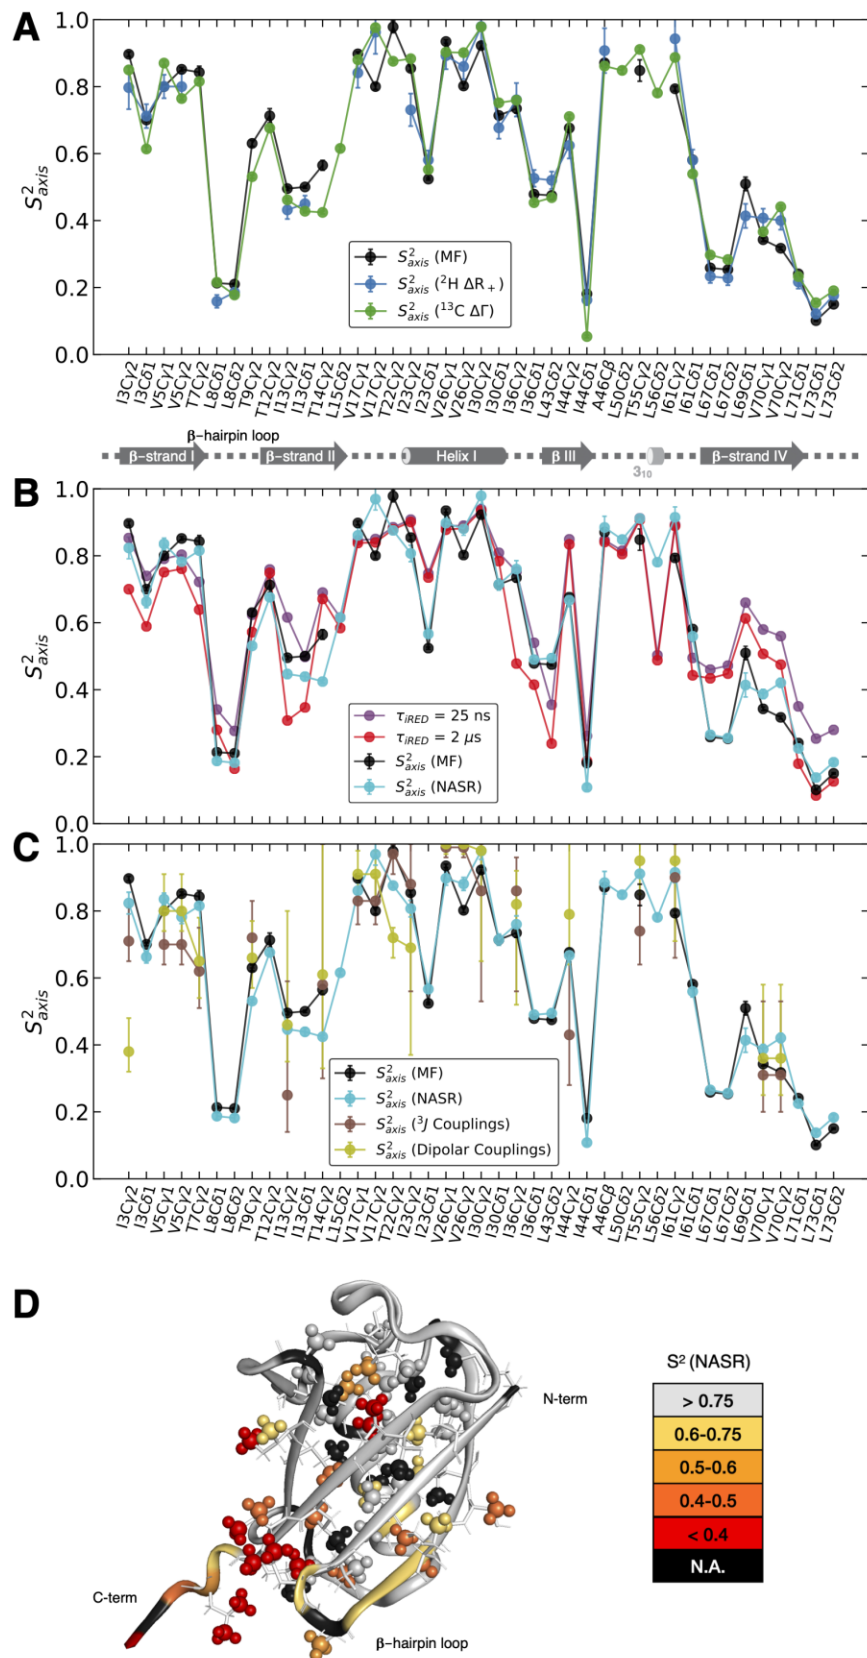 A
1.0
0.8
0.6
0.4
0.2
0.0
S²axis
S²axis (MF)
S²axis (²H ΔR₊)
S²axis (¹³C ΔΓ)
I3Cγ2
I3Cδ1
V5Cγ1
V5Cγ2
T7Cγ2
L8Cδ1
L8Cδ2
T9Cγ2
T12Cγ2
I13Cγ2
I13Cδ1
T14Cγ2
L15Cδ2
V17Cγ1
V17Cγ2
T22Cγ2
I23Cγ2
I23Cδ1
V26Cγ1
V26Cγ2
I30Cγ2
I30Cδ1
I36Cγ2
I36Cδ1
L43Cδ2
I44Cγ2
I44Cδ1
A46Cβ
L50Cδ2
T55Cγ2
L56Cδ2
I61Cγ2
I61Cδ1
L67Cδ1
L67Cδ2
L69Cδ1
V70Cγ1
V70Cγ2
L71Cδ1
L73Cδ1
L73Cδ2
β-hairpin loop
β-strand I
β-strand II
Helix I
β III
3₁₀
β-strand IV
B
1.0
0.8
0.6
0.4
0.2
0.0
S²axis
τiRED = 25 ns
τiRED = 2 μs
S²axis (MF)
S²axis (NASR)
C
1.0
0.8
0.6
0.4
0.2
0.0
S²axis
S²axis (MF)
S²axis (NASR)
S²axis (³J Couplings)
S²axis (Dipolar Couplings)
I3Cγ2
I3Cδ1
V5Cγ1
V5Cγ2
T7Cγ2
L8Cδ1
L8Cδ2
T9Cγ2
T12Cγ2
I13Cγ2
I13Cδ1
T14Cγ2
L15Cδ2
V17Cγ1
V17Cγ2
T22Cγ2
I23Cγ2
I23Cδ1
V26Cγ1
V26Cγ2
I30Cγ2
I30Cδ1
I36Cγ2
I36Cδ1
L43Cδ2
I44Cγ2
I44Cδ1
A46Cβ
L50Cδ2
T55Cγ2
L56Cδ2
I61Cγ2
I61Cδ1
L67Cδ1
L67Cδ2
L69Cδ1
V70Cγ1
V70Cγ2
L71Cδ1
L73Cδ1
L73Cδ2
D
N-term
C-term
β-hairpin loop
S² (NASR)
> 0.75
0.6-0.75
0.5-0.6
0.4-0.5
< 0.4
N.A.